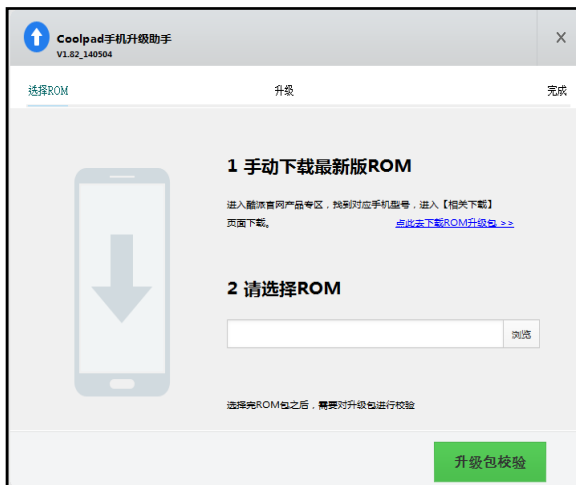 Coolpad手机升级助手
V1.82_140504
选择ROM 升级 完成
1 手动下载最新版ROM
进入酷派官网产品专区，找到对应手机型号，进入【相关下载】
页面下载。 点此去下载ROM升级包 >>
2 请选择ROM
浏览
选择完ROM包之后，需要对升级包进行校验
升级包校验